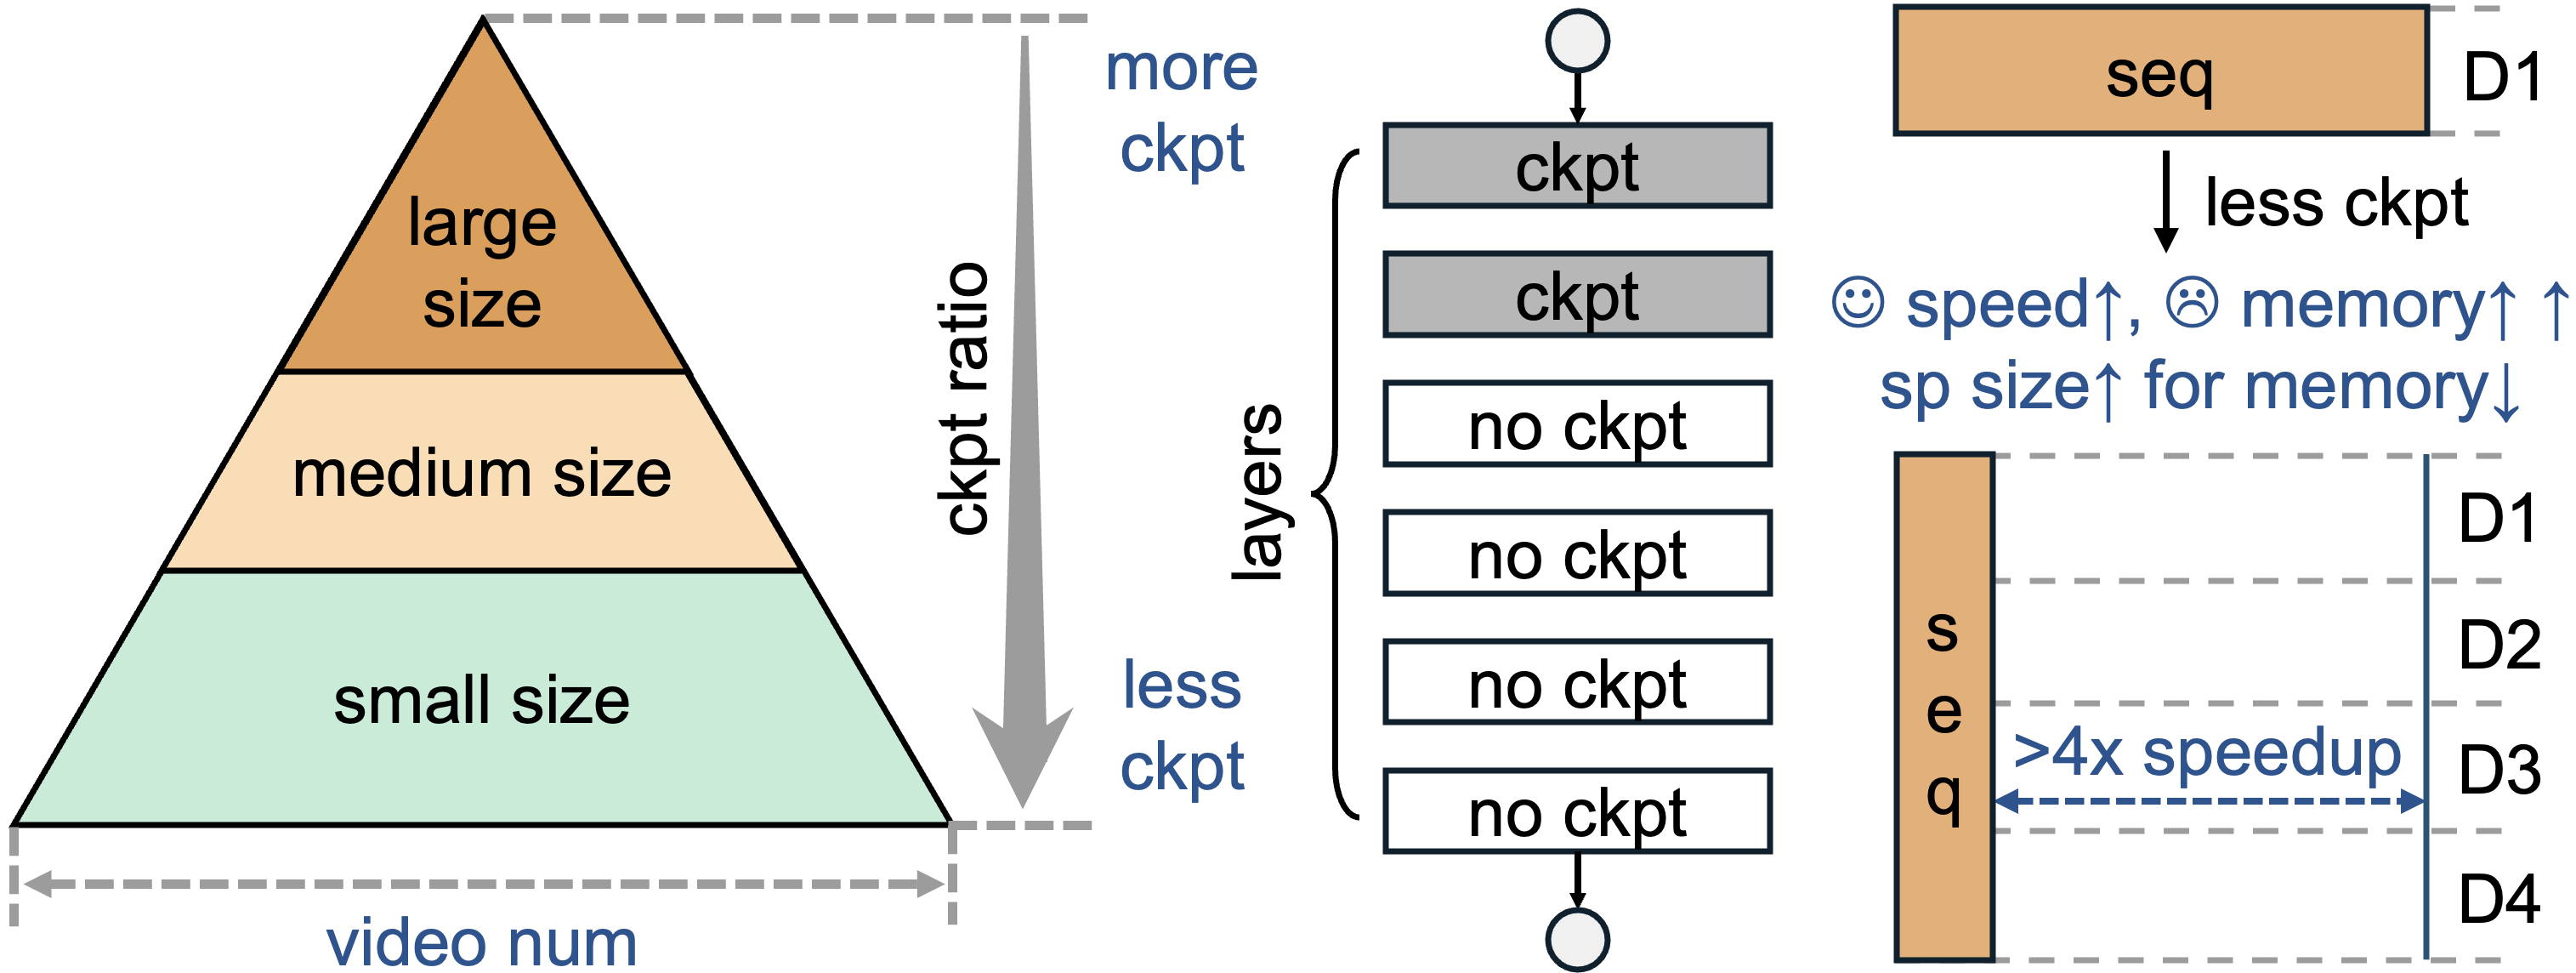 large
size
medium size
small size
video num
ckpt ratio
more
ckpt
less
ckpt
layers
ckpt
ckpt
no ckpt
no ckpt
no ckpt
no ckpt
seq
D1
less ckpt
☺ speed↑, ☹ memory↑ ↑
sp size↑ for memory↓
seq
>4x speedup
D1
D2
D3
D4